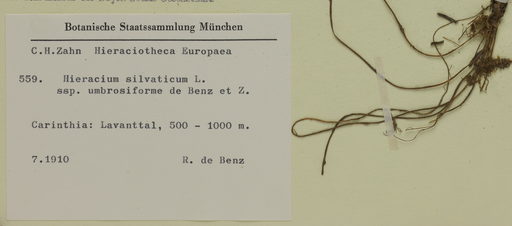 Botanische Staatssammlung München
C.H.Zahn Hieraciotheca Europaea
559. Hieracium silvaticum L.
ssp. umbrosiforme de Benz et Z.
Carinthia: Lavanttal, 500 - 1000 m.
7.1910 R. de Benz